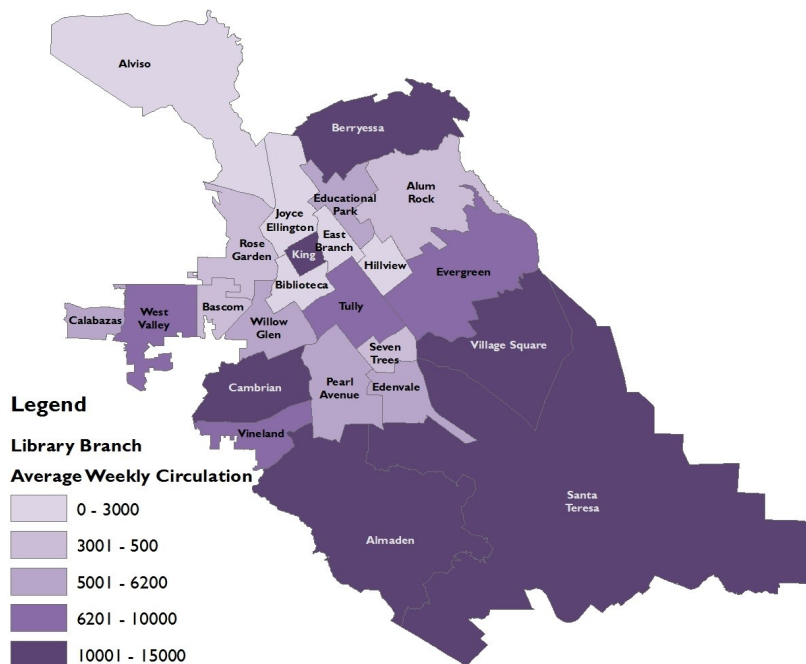 Alviso
Berryessa
Alum
Rock
Educational
Park
Joyce
Ellington
East
Branch
Rose
Garden
King
Hillview
Evergreen
Biblioteca
Tully
Bascom
West
Valley
Calabazas
Willow
Glen
Seven
Trees
Village Square
Cambrian
Pearl
Avenue
Edenvale
Vineland
Santa
Teresa
Almaden
Legend
Library Branch
Average Weekly Circulation
0 - 3000
3001 - 500
5001 - 6200
6201 - 10000
10001 - 15000